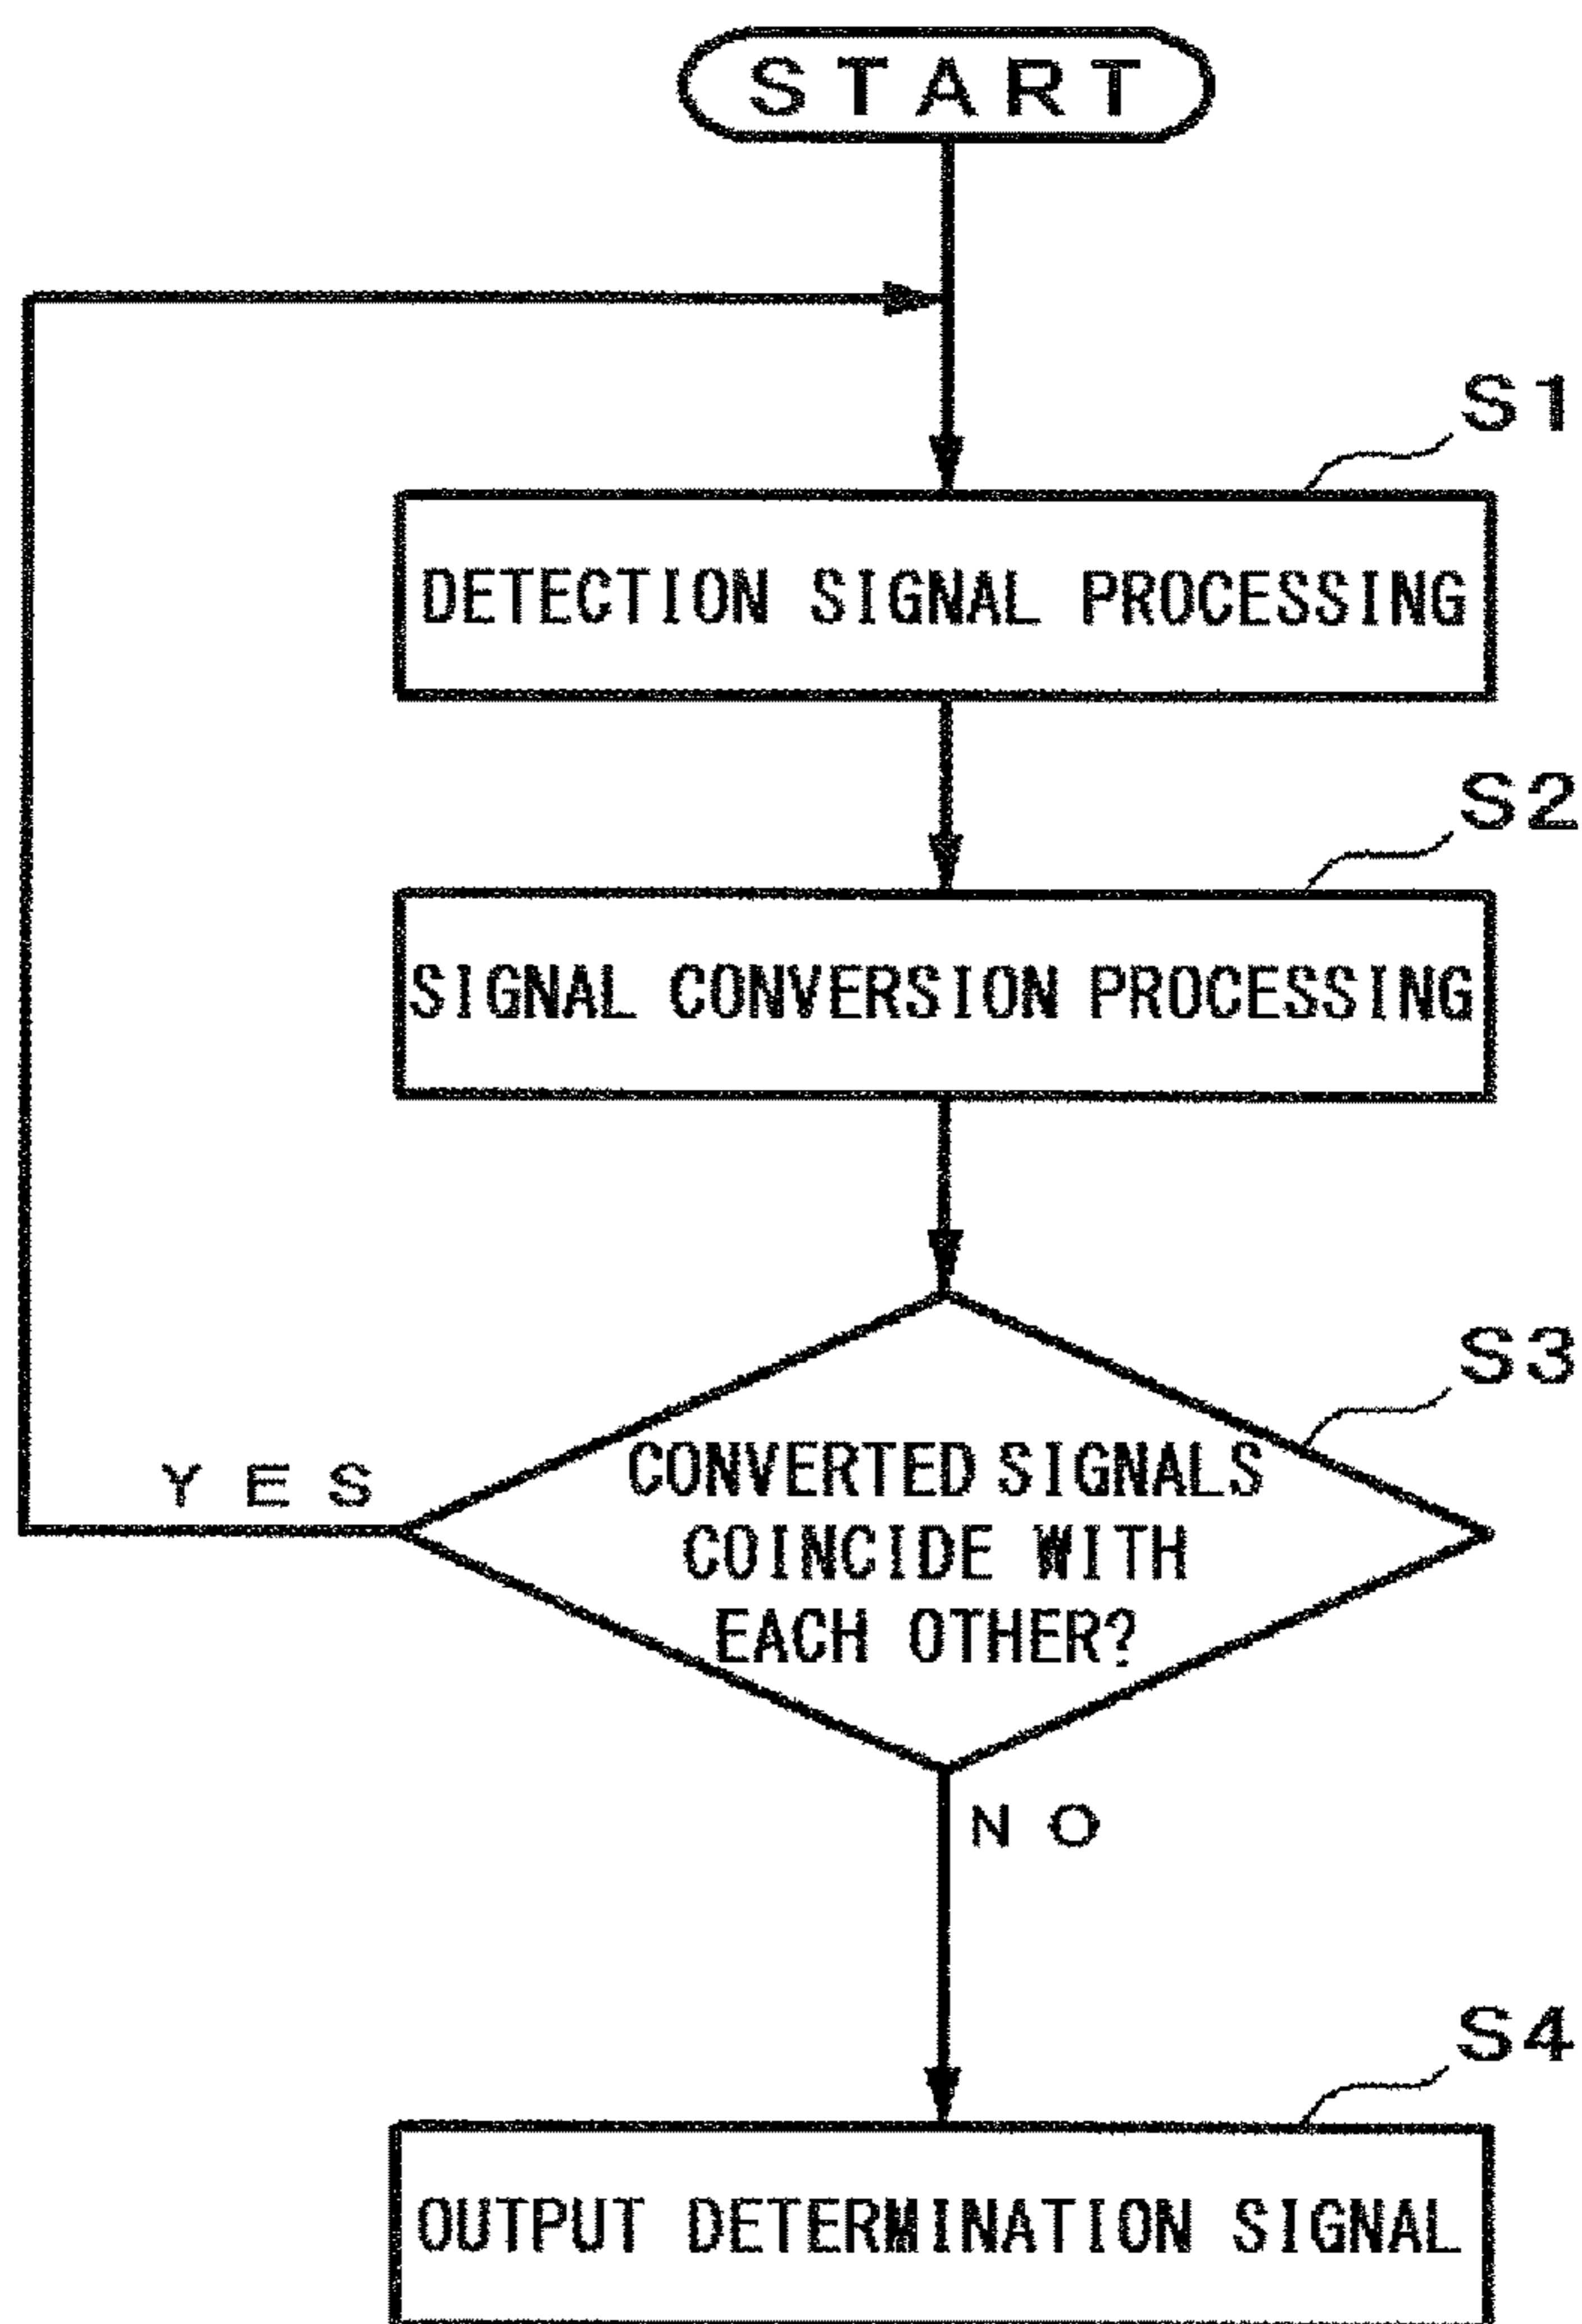 START
S1
DETECTION SIGNAL PROCESSING
S2
SIGNAL CONVERSION PROCESSING
S3
CONVERTED SIGNALS
COINCIDE WITH
EACH OTHER?
YES
NO
S4
OUTPUT DETERMINATION SIGNAL